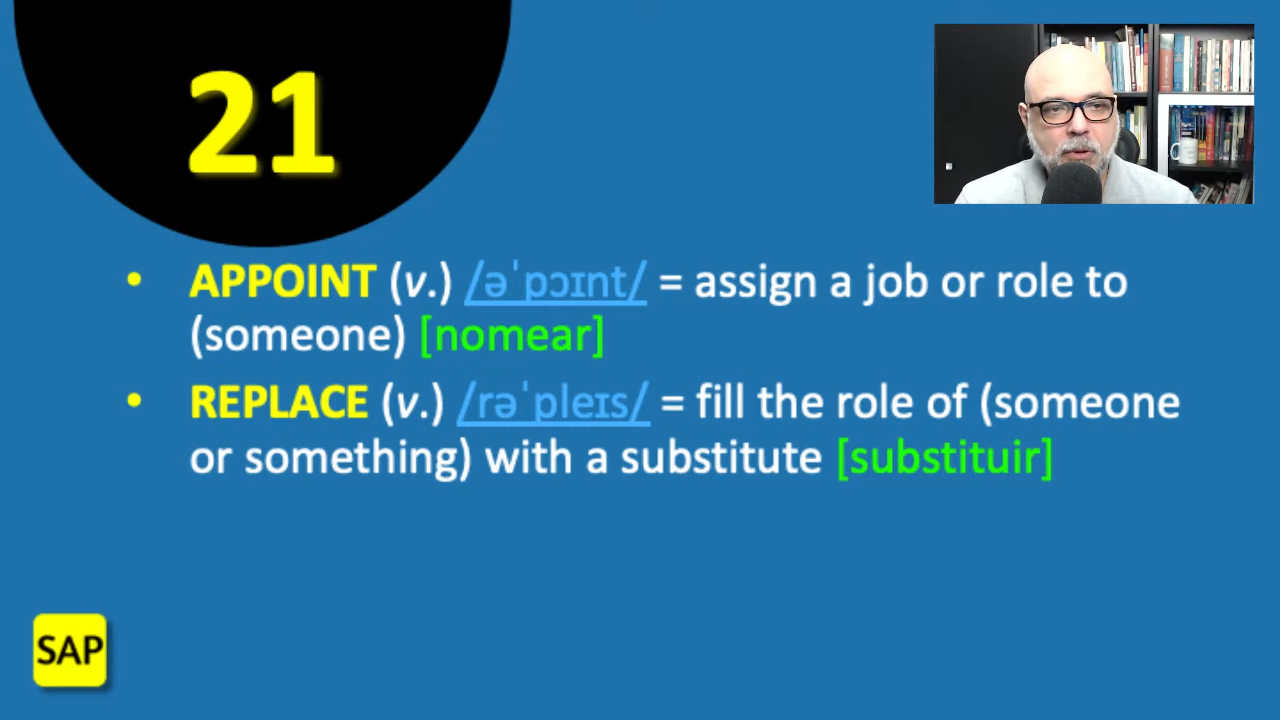 21
• APPOINT (v.) /əˈpɔɪnt/ = assign a job or role to
(someone) [nomear]
• REPLACE (v.) /rəˈpleɪs/ = fill the role of (someone
or something) with a substitute [substituir]
SAP